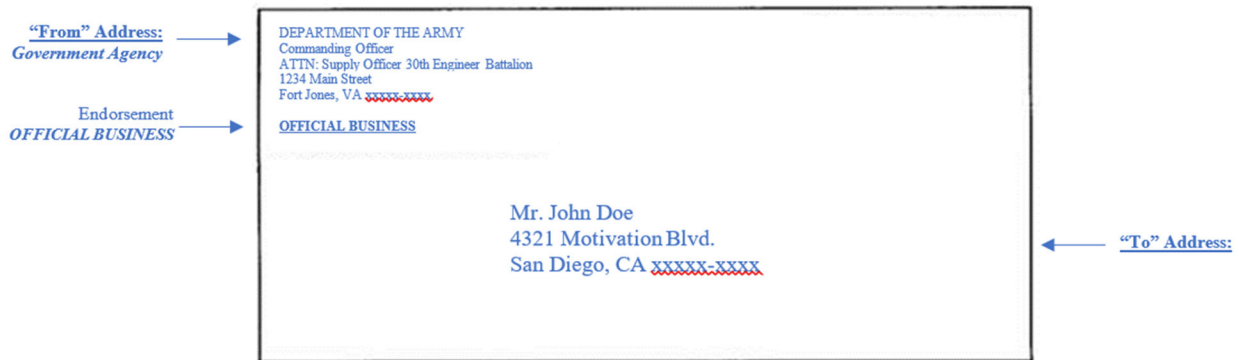 “From” Address:
Government Agency
DEPARTMENT OF THE ARMY
Commanding Officer
ATTN: Supply Officer 30th Engineer Battalion
1234 Main Street
Fort Jones, VA xxxxx-xxxx
Endorsement
OFFICIAL BUSINESS
OFFICIAL BUSINESS
Mr. John Doe
4321 Motivation Blvd.
San Diego, CA xxxxx-xxxx
“To” Address: